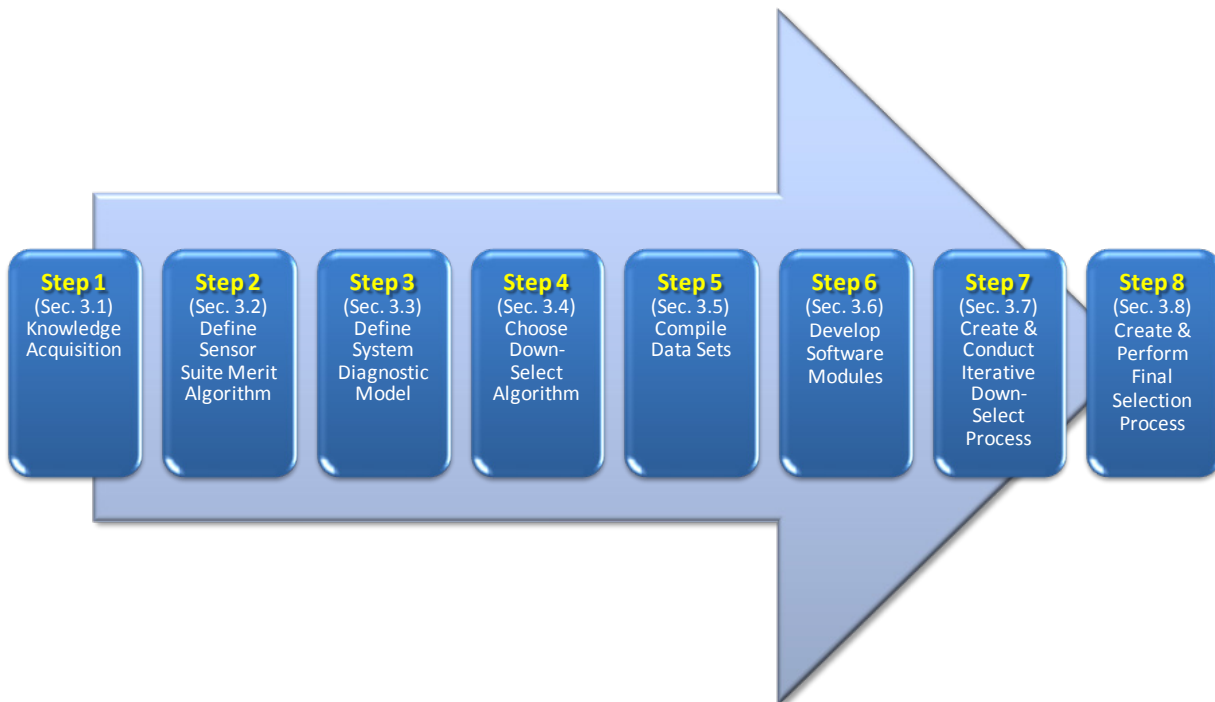 Step 1
(Sec. 3.1)
Knowledge
Acquisition
Step 2
(Sec. 3.2)
Define
Sensor
Suite Merit
Algorithm
Step 3
(Sec. 3.3)
Define
System
Diagnostic
Model
Step 4
(Sec. 3.4)
Choose
Down-
Select
Algorithm
Step 5
(Sec. 3.5)
Compile
Data Sets
Step 6
(Sec. 3.6)
Develop
Software
Modules
Step 7
(Sec. 3.7)
Create &
Conduct
Iterative
Down-
Select
Process
Step 8
(Sec. 3.8)
Create &
Perform
Final
Selection
Process